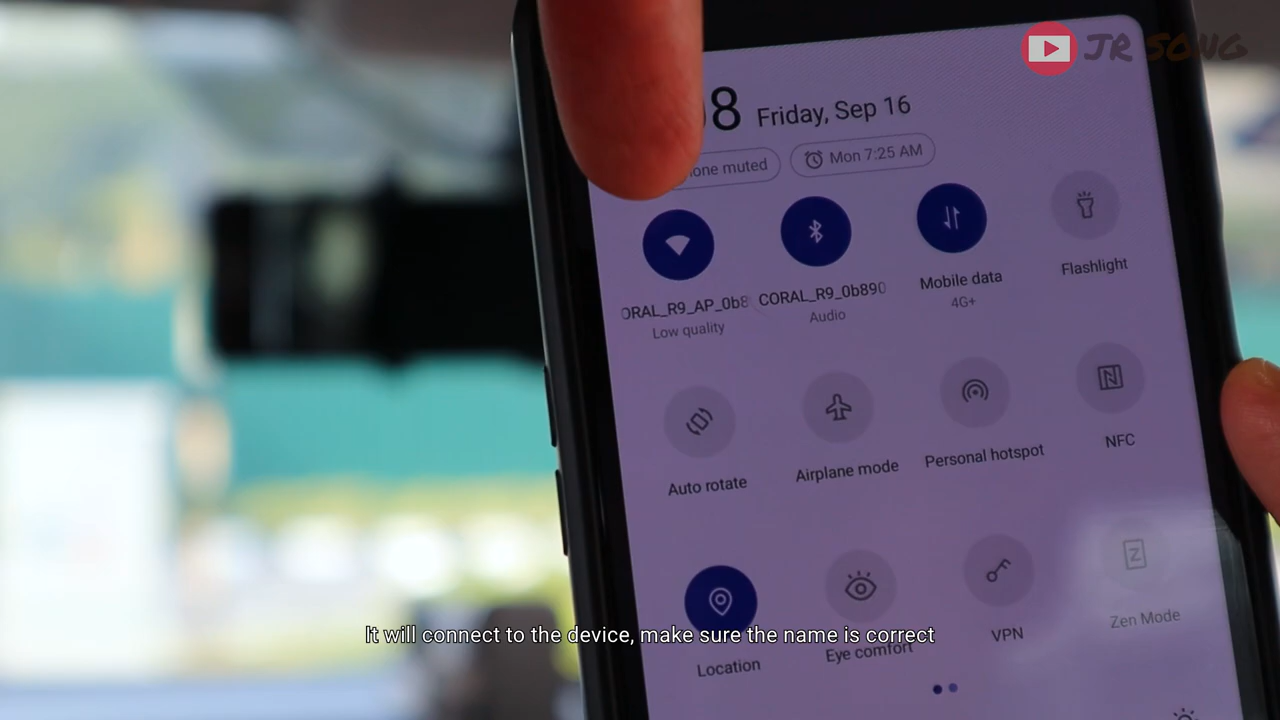 JR SONG
8 Friday, Sep 16
one muted
Mon 7:25 AM
ORAL_R9_AP_0b8
Low quality
CORAL_R9_0b890
Audio
Mobile data
4G+
Flashlight
Auto rotate
Airplane mode
Personal hotspot
NFC
Location
Eye comfort
VPN
Zen Mode
It will connect to the device, make sure the name is correct